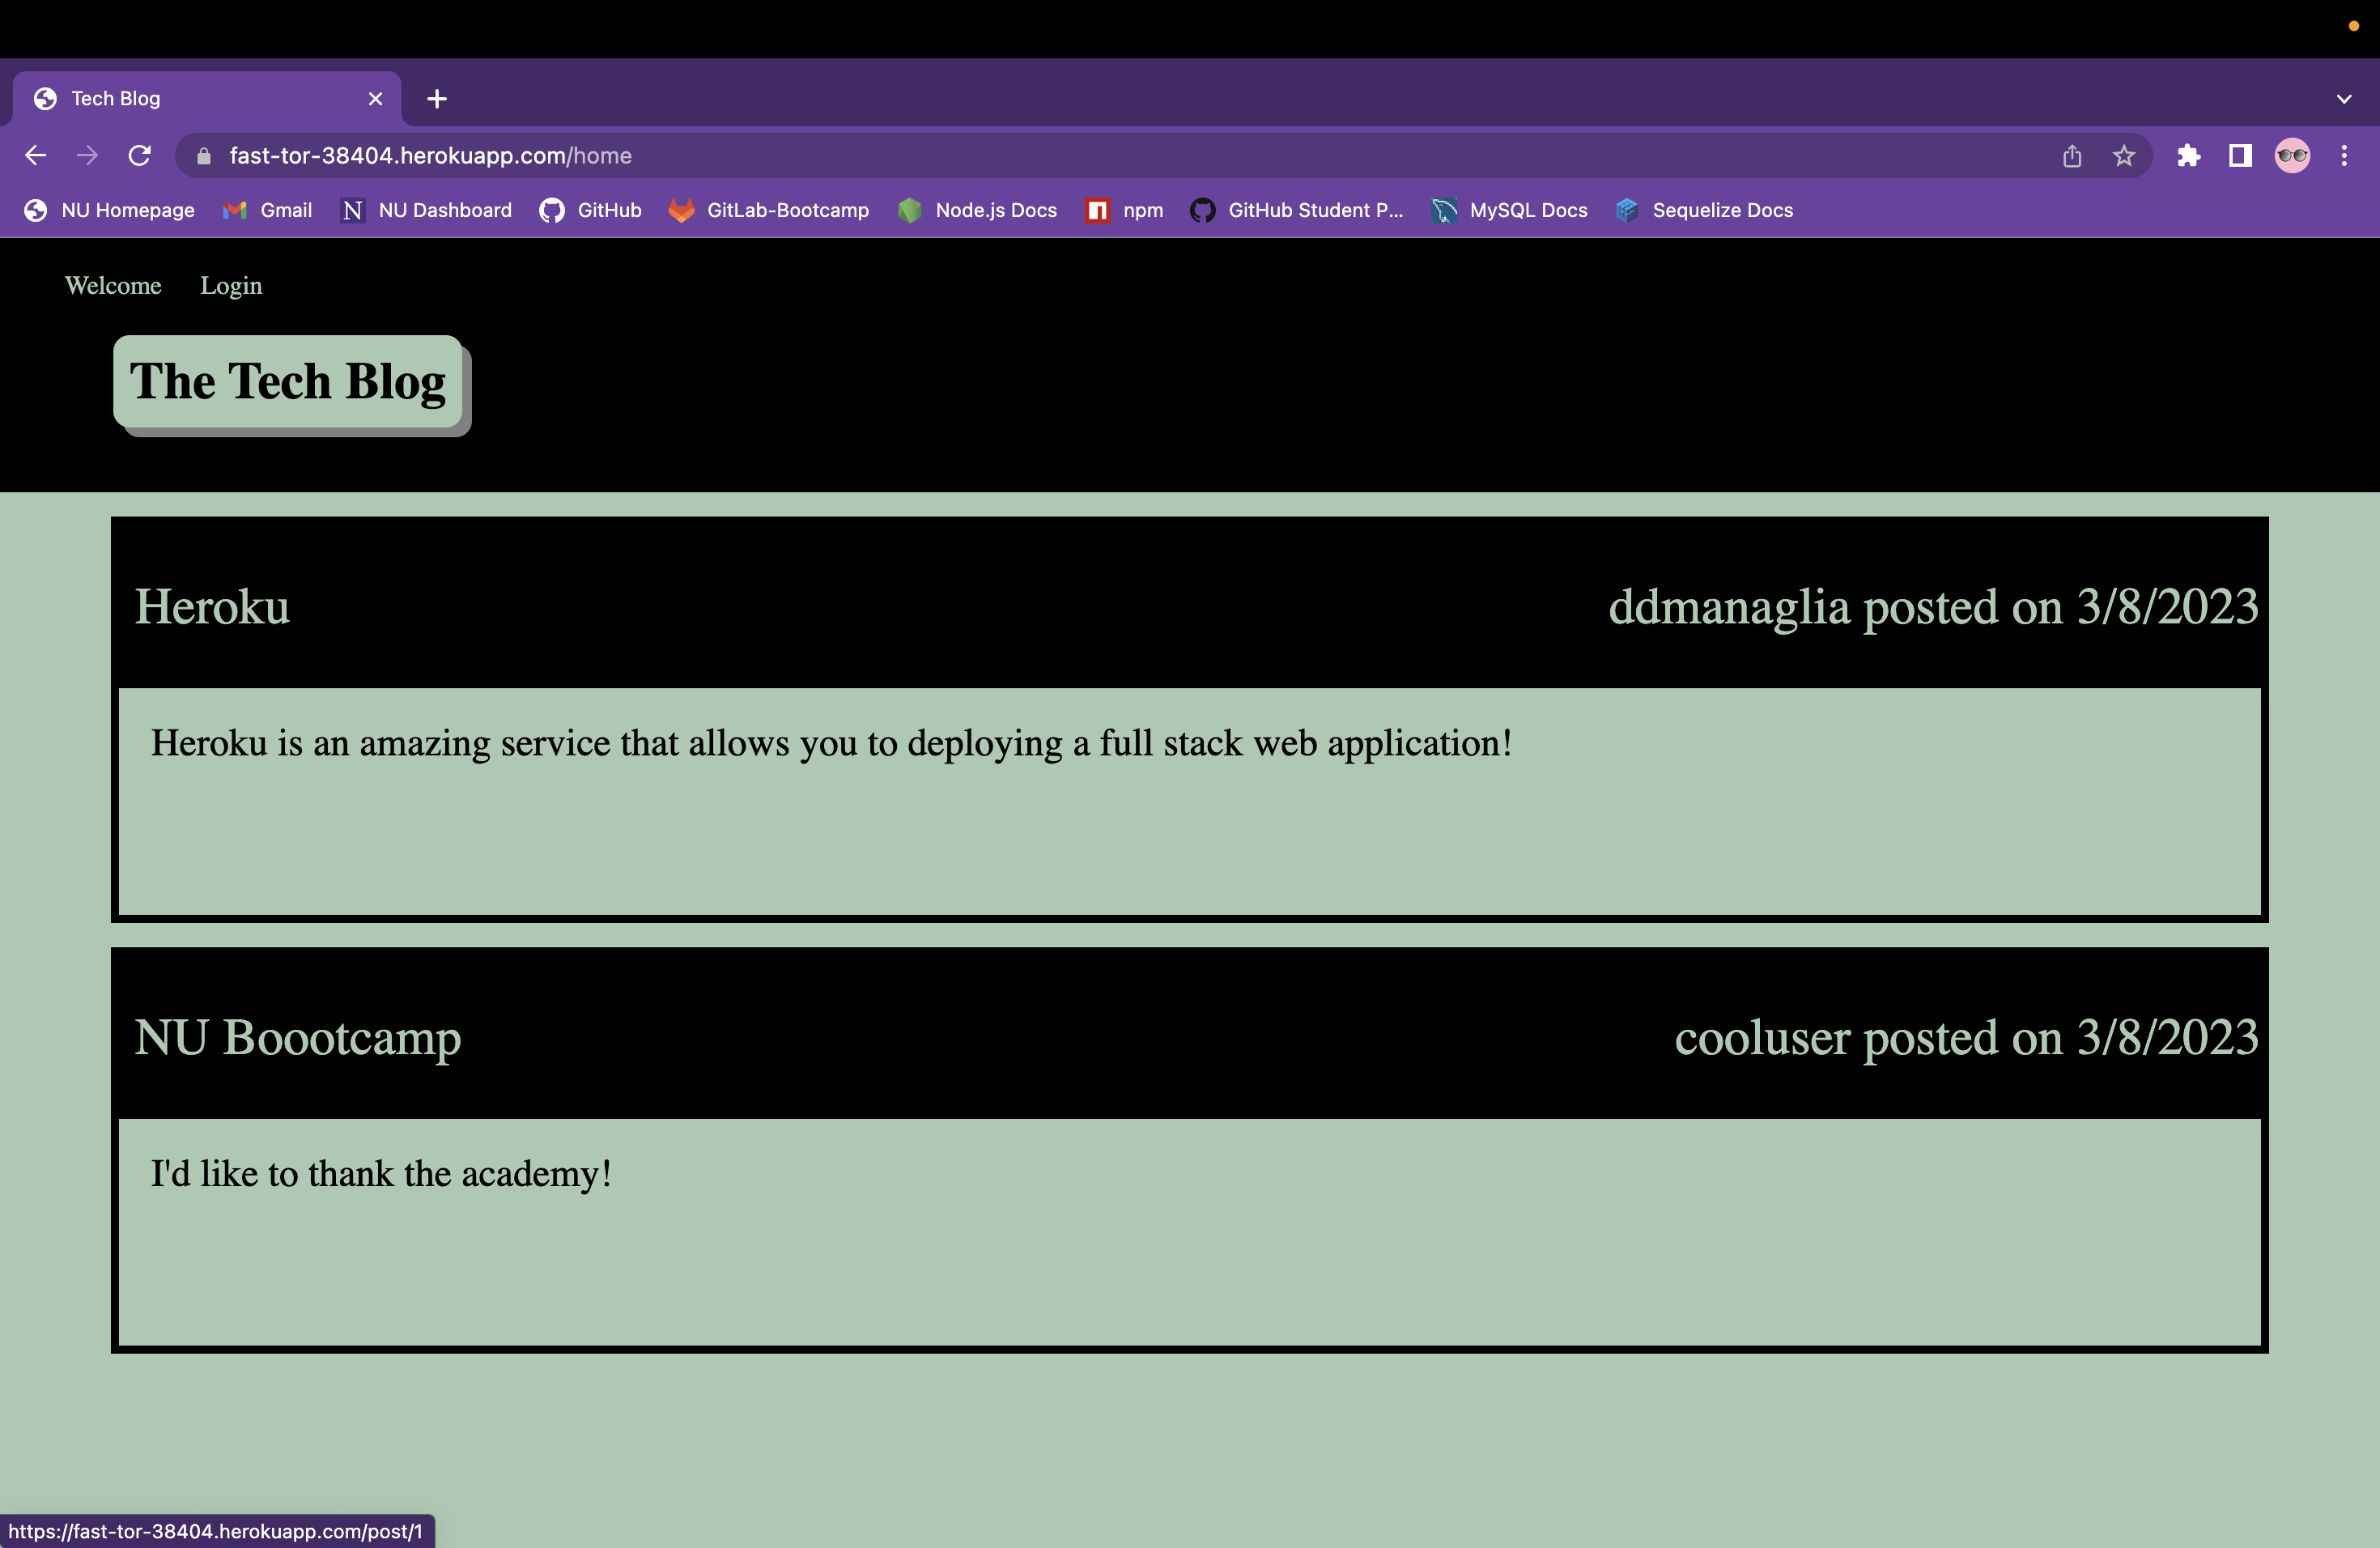 Tech Blog
fast-tor-38404.herokuapp.com/home
NU Homepage Gmail NU Dashboard GitHub GitLab-Bootcamp Node.js Docs npm GitHub Student P... MySQL Docs Sequelize Docs
Welcome Login
The Tech Blog
Heroku ddmanaglia posted on 3/8/2023
Heroku is an amazing service that allows you to deploying a full stack web application!
NU Boootcamp cooluser posted on 3/8/2023
I'd like to thank the academy!
https://fast-tor-38404.herokuapp.com/post/1